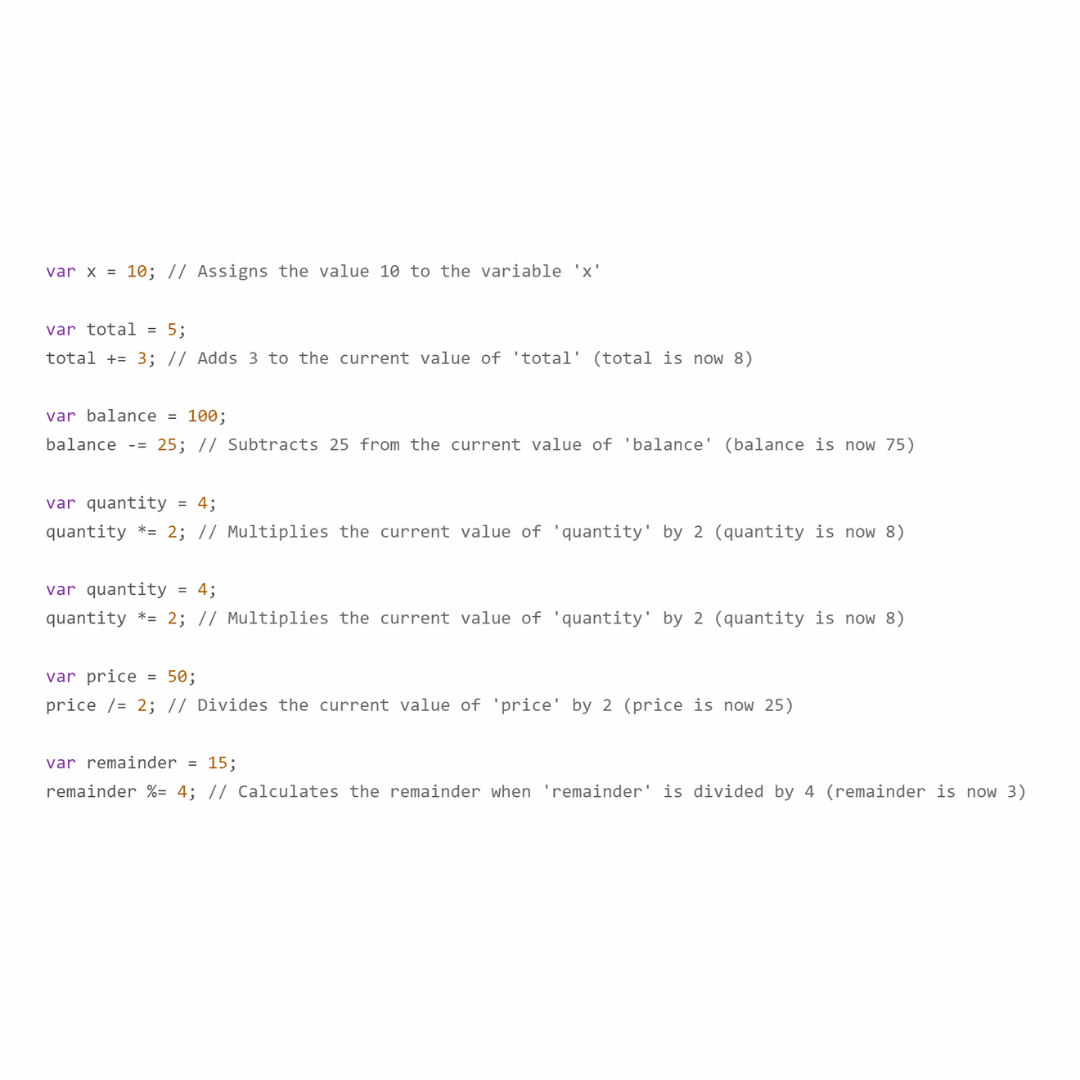 var x = 10; // Assigns the value 10 to the variable 'x'
var total = 5;
total += 3; // Adds 3 to the current value of 'total' (total is now 8)
var balance = 100;
balance -= 25; // Subtracts 25 from the current value of 'balance' (balance is now 75)
var quantity = 4;
quantity *= 2; // Multiplies the current value of 'quantity' by 2 (quantity is now 8)
var quantity = 4;
quantity *= 2; // Multiplies the current value of 'quantity' by 2 (quantity is now 8)
var price = 50;
price /= 2; // Divides the current value of 'price' by 2 (price is now 25)
var remainder = 15;
remainder %= 4; // Calculates the remainder when 'remainder' is divided by 4 (remainder is now 3)